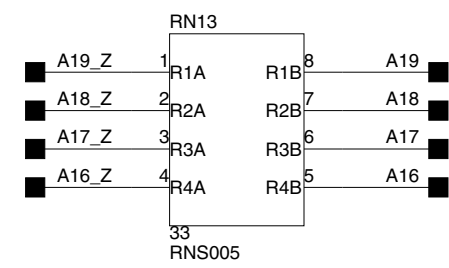 RN13
A19_Z 1 R1A R1B 8 A19
A18_Z 2 R2A R2B 7 A18
A17_Z 3 R3A R3B 6 A17
A16_Z 4 R4A R4B 5 A16
33
RNS005